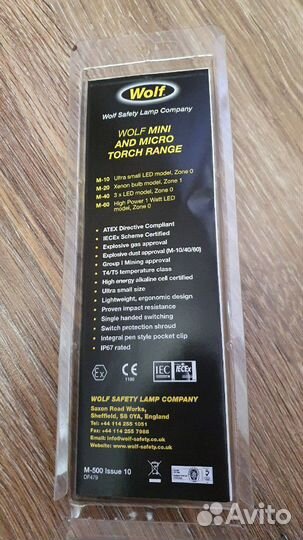 Wolf
Wolf Safety Lamp Company
WOLF MINI
AND MICRO
TORCH RANGE
M-10 Ultra small LED model, Zone 0
M-20 Xenon bulb model, Zone 1
M-40 3 x LED model, Zone 0
M-60 High Power 1 Watt LED
model, Zone 0
• ATEX Directive Compliant
• IECEx Scheme Certified
• Explosive gas approval
• Explosive dust approval (M-10/40/60)
• Group I Mining approval
• T4/T5 temperature class
• High energy alkaline cell certified
• Ultra small size
• Lightweight, ergonomic design
• Proven impact resistance
• Single handed switching
• Switch protection shroud
• Integral pen style pocket clip
• IP67 rated
Ex CE 1180 IEC IECEx
WOLF SAFETY LAMP COMPANY
Saxon Road Works,
Sheffield, S8 0YA, England
Tel: +44 114 255 1051
Fax: +44 114 255 7988
Email: info@wolf-safety.co.uk
Website: www.wolf-safety.co.uk
M-500 Issue 10
DF479
Avito